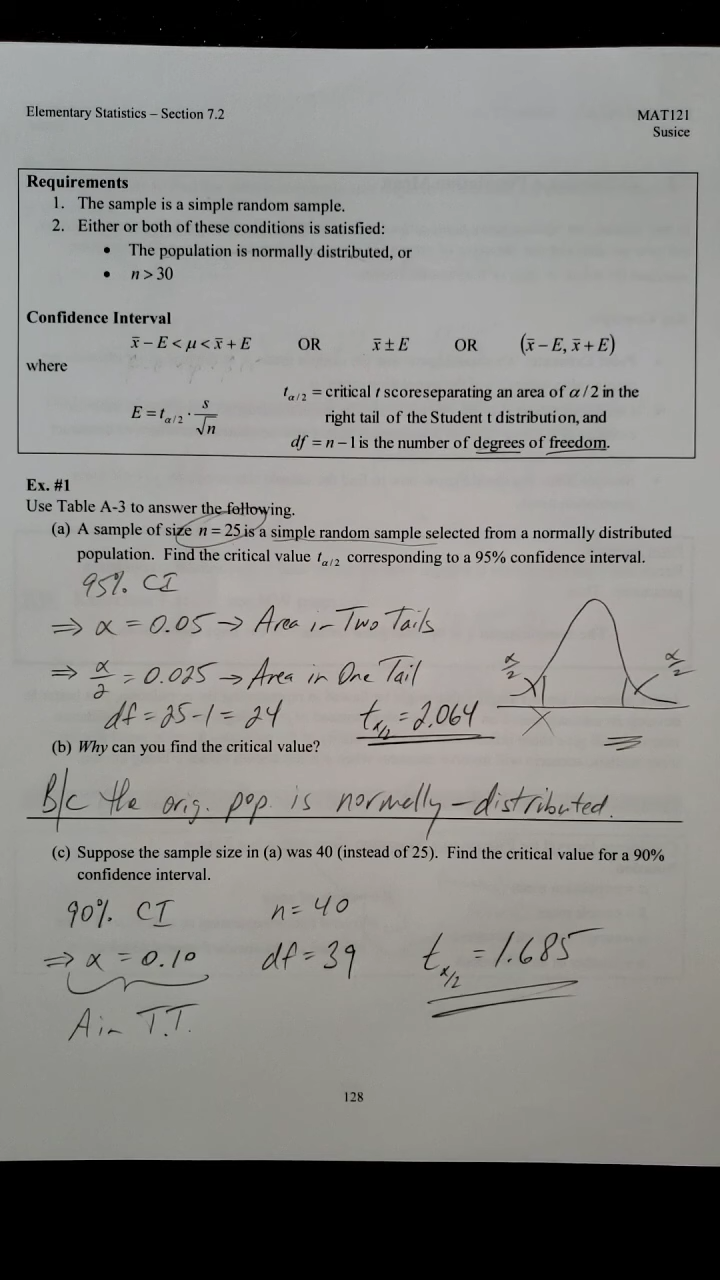 Elementary Statistics – Section 7.2
MAT121
Susice
Requirements
1. The sample is a simple random sample.
2. Either or both of these conditions is satisfied:
• The population is normally distributed, or
• n > 30
Confidence Interval
x̄ − E < μ < x̄ + E OR x̄ ± E OR (x̄ − E, x̄ + E)
where
E = tα/2 · s/√n
tα/2 = critical t scoreseparating an area of α/2 in the
right tail of the Student t distribution, and
df = n − 1 is the number of degrees of freedom.
Ex. #1
Use Table A-3 to answer the following.
(a) A sample of size n = 25 is a simple random sample selected from a normally distributed
population. Find the critical value tα/2 corresponding to a 95% confidence interval.
95% CI
⇒ α = 0.05 → Area in Two Tails
⇒ α/2 = 0.025 → Area in One Tail
α/2 α/2
df = 25-1 = 24 tα/2 = 2.064
(b) Why can you find the critical value?
B/c the orig. pop. is normally-distributed.
(c) Suppose the sample size in (a) was 40 (instead of 25). Find the critical value for a 90%
confidence interval.
90% CI n = 40
⇒ α = 0.10 df = 39 tα/2 = 1.685
A in T.T.
128